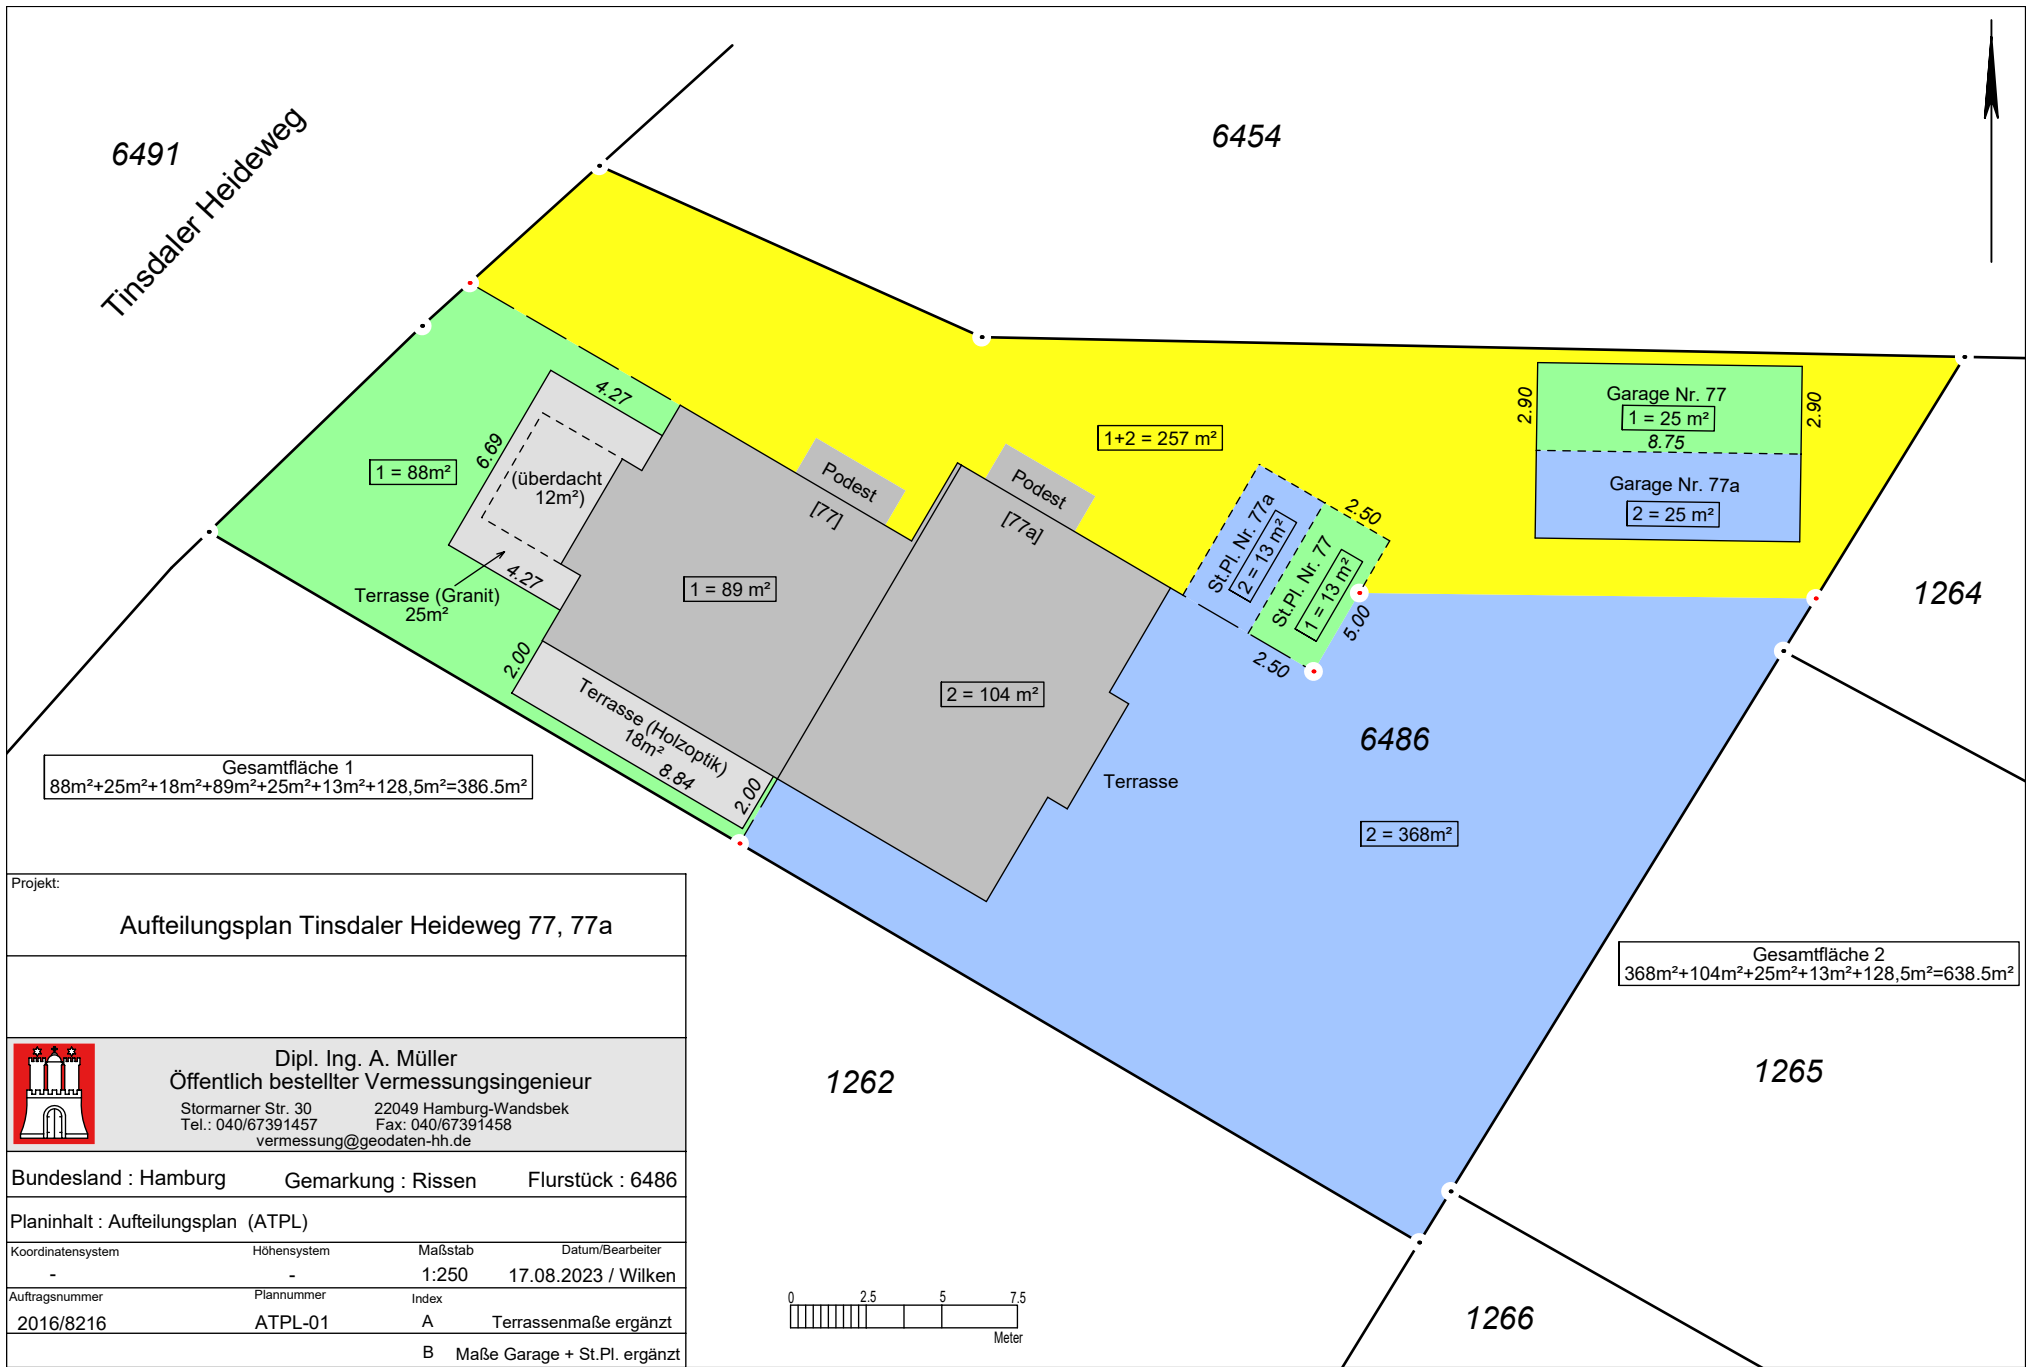 6491
Tinsdaler Heideweg
6454
4.27
6.69
1 = 88m²
(überdacht
12m²)
4.27
Terrasse (Granit)
25m²
2.00
Podest
[77]
1 = 89 m²
Podest
[77a]
1+2 = 257 m²
2 = 104 m²
Terrasse (Holzoptik)
18m²
8.84
2.00
St.Pl. Nr. 77a
2 = 13 m²
St.Pl. Nr. 77
1 = 13 m²
2.50
5.00
2.50
2.90
Garage Nr. 77
1 = 25 m²
8.75
2.90
Garage Nr. 77a
2 = 25 m²
1264
6486
Terrasse
2 = 368m²
Gesamtfläche 1
88m²+25m²+18m²+89m²+25m²+13m²+128,5m²=386.5m²
Gesamtfläche 2
368m²+104m²+25m²+13m²+128,5m²=638.5m²
1262
1265
1266
Projekt:
Aufteilungsplan Tinsdaler Heideweg 77, 77a
Dipl. Ing. A. Müller
Öffentlich bestellter Vermessungsingenieur
Stormarner Str. 30 22049 Hamburg-Wandsbek
Tel.: 040/67391457 Fax: 040/67391458
vermessung@geodaten-hh.de
Bundesland : Hamburg Gemarkung : Rissen Flurstück : 6486
Planinhalt : Aufteilungsplan (ATPL)
Koordinatensystem Höhensystem Maßstab Datum/Bearbeiter
- - 1:250 17.08.2023 / Wilken
Auftragsnummer Plannummer Index
2016/8216 ATPL-01 A Terrassenmaße ergänzt
B Maße Garage + St.Pl. ergänzt
0 2.5 5 7.5
Meter